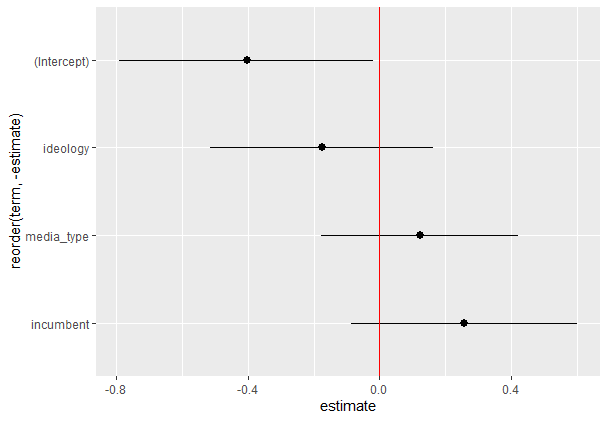 reorder(term, -estimate)
(Intercept)
ideology
media_type
incumbent
-0.8
-0.4
0.0
0.4
estimate